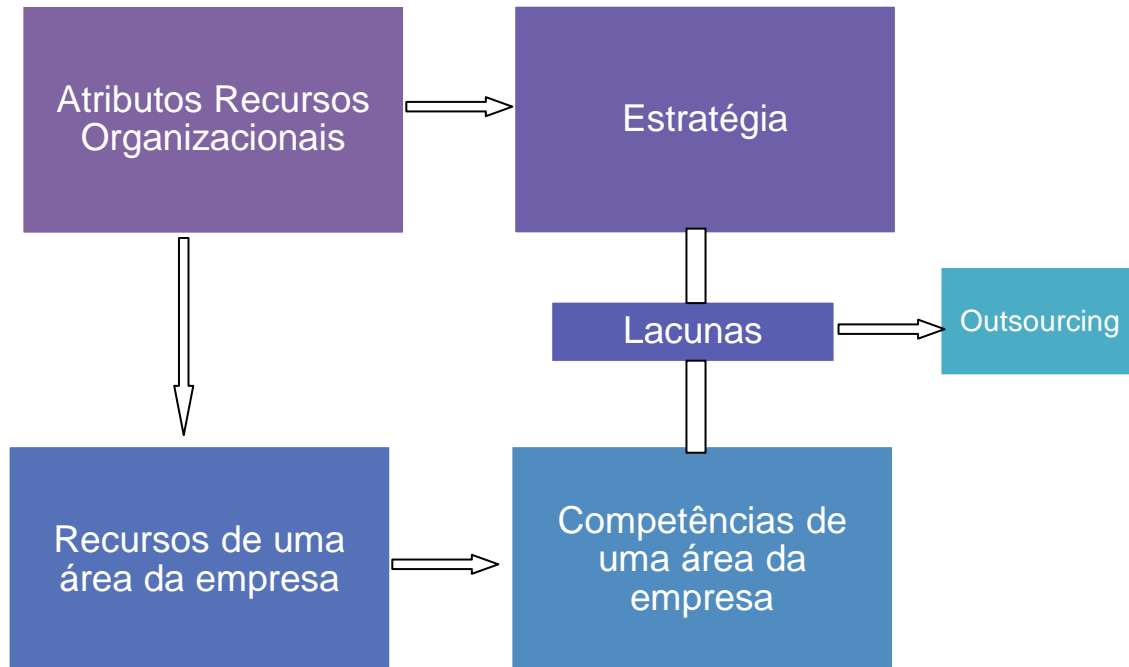 Atributos Recursos
Organizacionais
Estratégia
Lacunas
Outsourcing
Recursos de uma
área da empresa
Competências de
uma área da
empresa